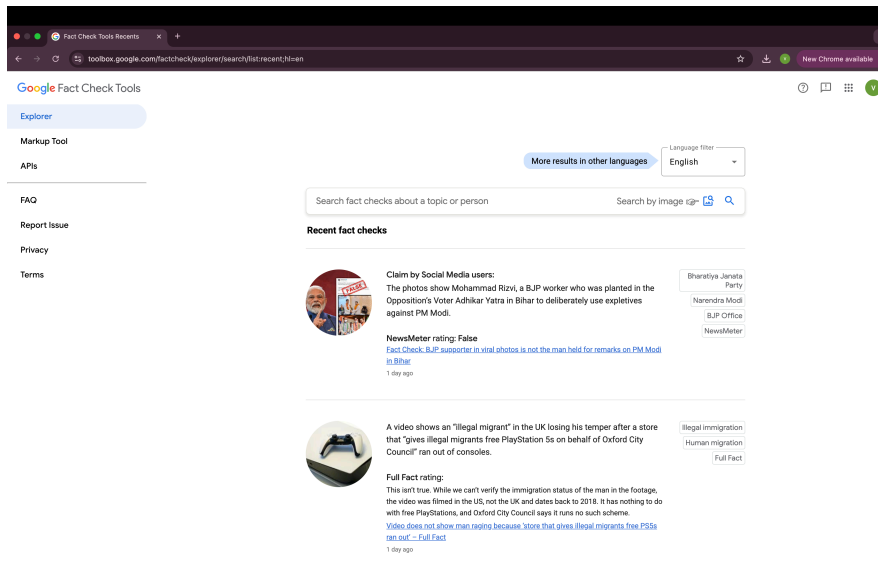 Fact Check Tools Recents
toolbox.google.com/factcheck/explorer/search/list:recent;hl=en
New Chrome available
Google Fact Check Tools
V
Explorer
Markup Tool
APIs
FAQ
Report Issue
Privacy
Terms
More results in other languages
Language filter
English
Search fact checks about a topic or person
Search by image
Recent fact checks
FALSE
Claim by Social Media users:
The photos show Mohammad Rizvi, a BJP worker who was planted in the
Opposition's Voter Adhikar Yatra in Bihar to deliberately use expletives
against PM Modi.
NewsMeter rating: False
Fact Check: BJP supporter in viral photos is not the man held for remarks on PM Modi
in Bihar
1 day ago
Bharatiya Janata
Party
Narendra Modi
BJP Office
NewsMeter
A video shows an "illegal migrant" in the UK losing his temper after a store
that "gives illegal migrants free PlayStation 5s on behalf of Oxford City
Council" ran out of consoles.
Full Fact rating:
This isn't true. While we can't verify the immigration status of the man in the footage,
the video was filmed in the US, not the UK and dates back to 2018. It has nothing to do
with free PlayStations, and Oxford City Council says it runs no such scheme.
Video does not show man raging because 'store that gives illegal migrants free PS5s
ran out' – Full Fact
1 day ago
Illegal immigration
Human migration
Full Fact